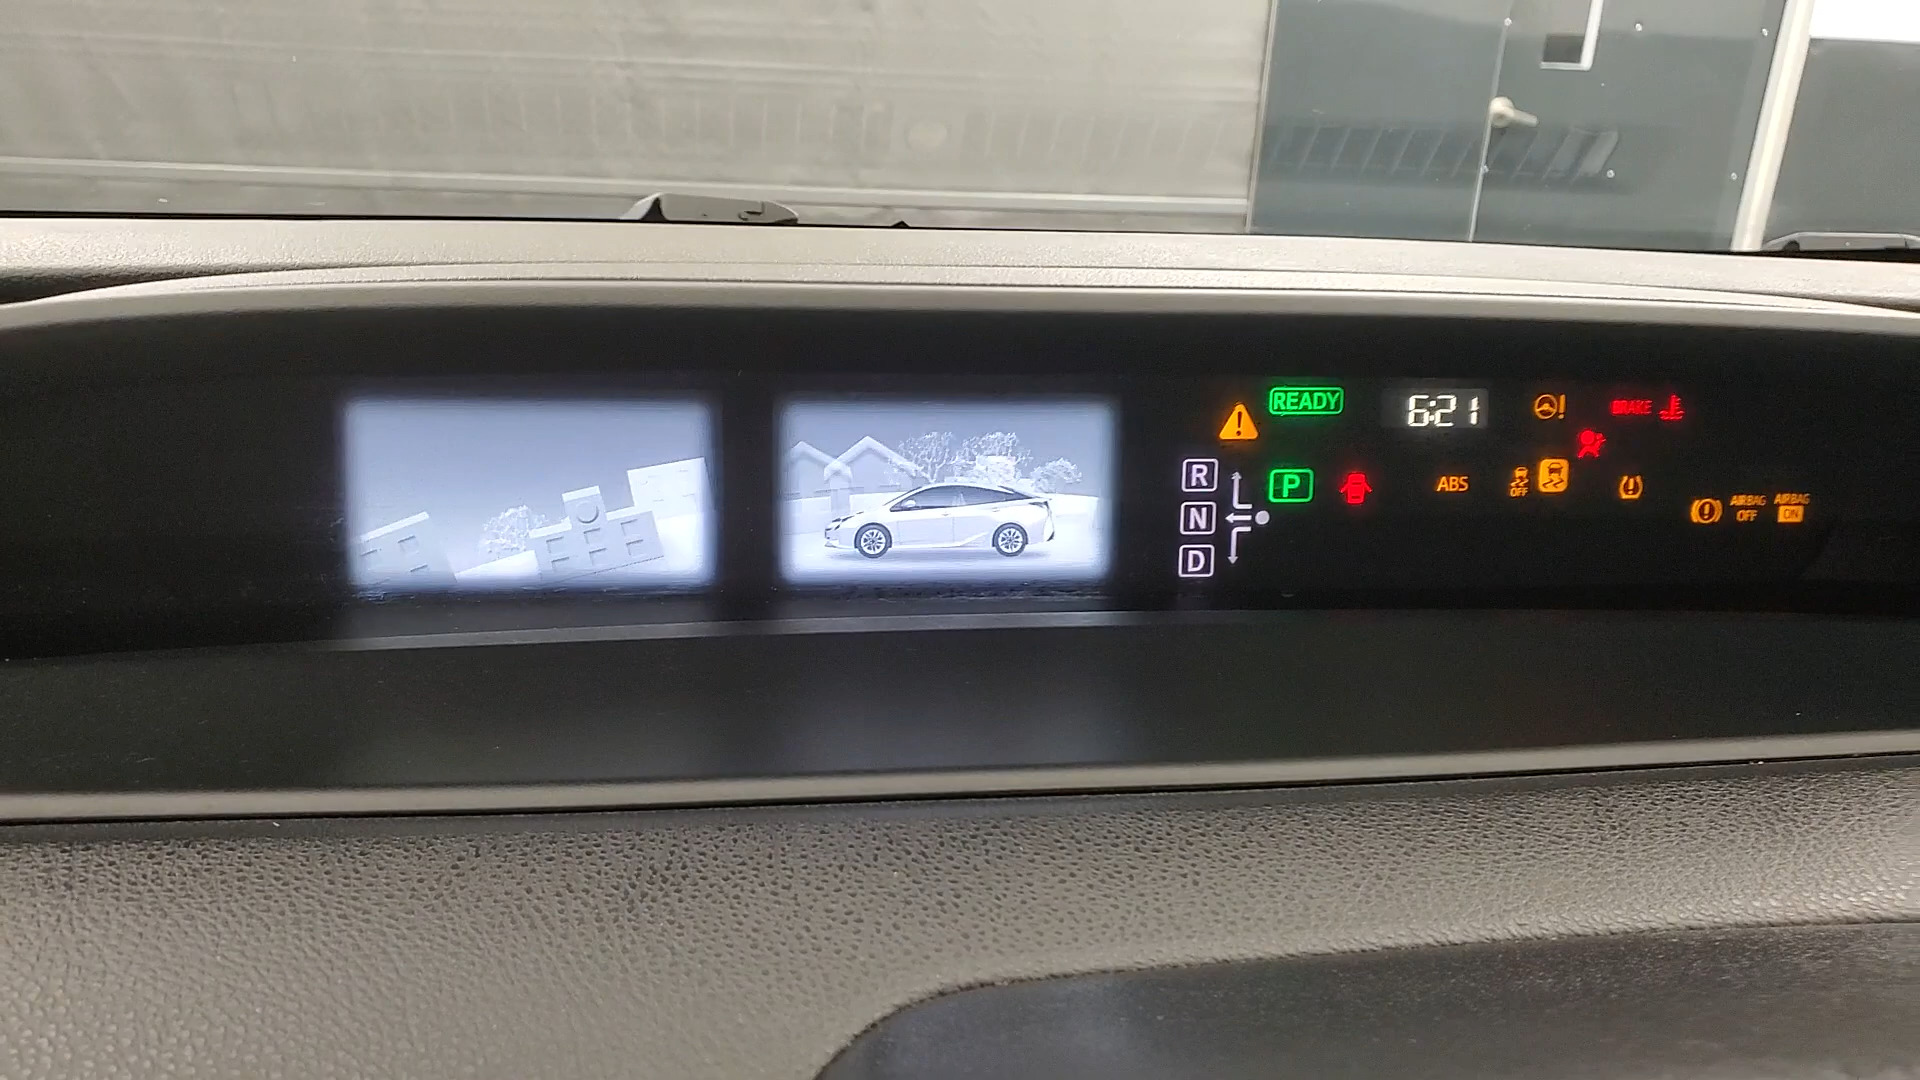 READY
6:21
BRAKE
R
P
ABS
OFF
N
AIRBAG OFF
AIRBAG ON
D